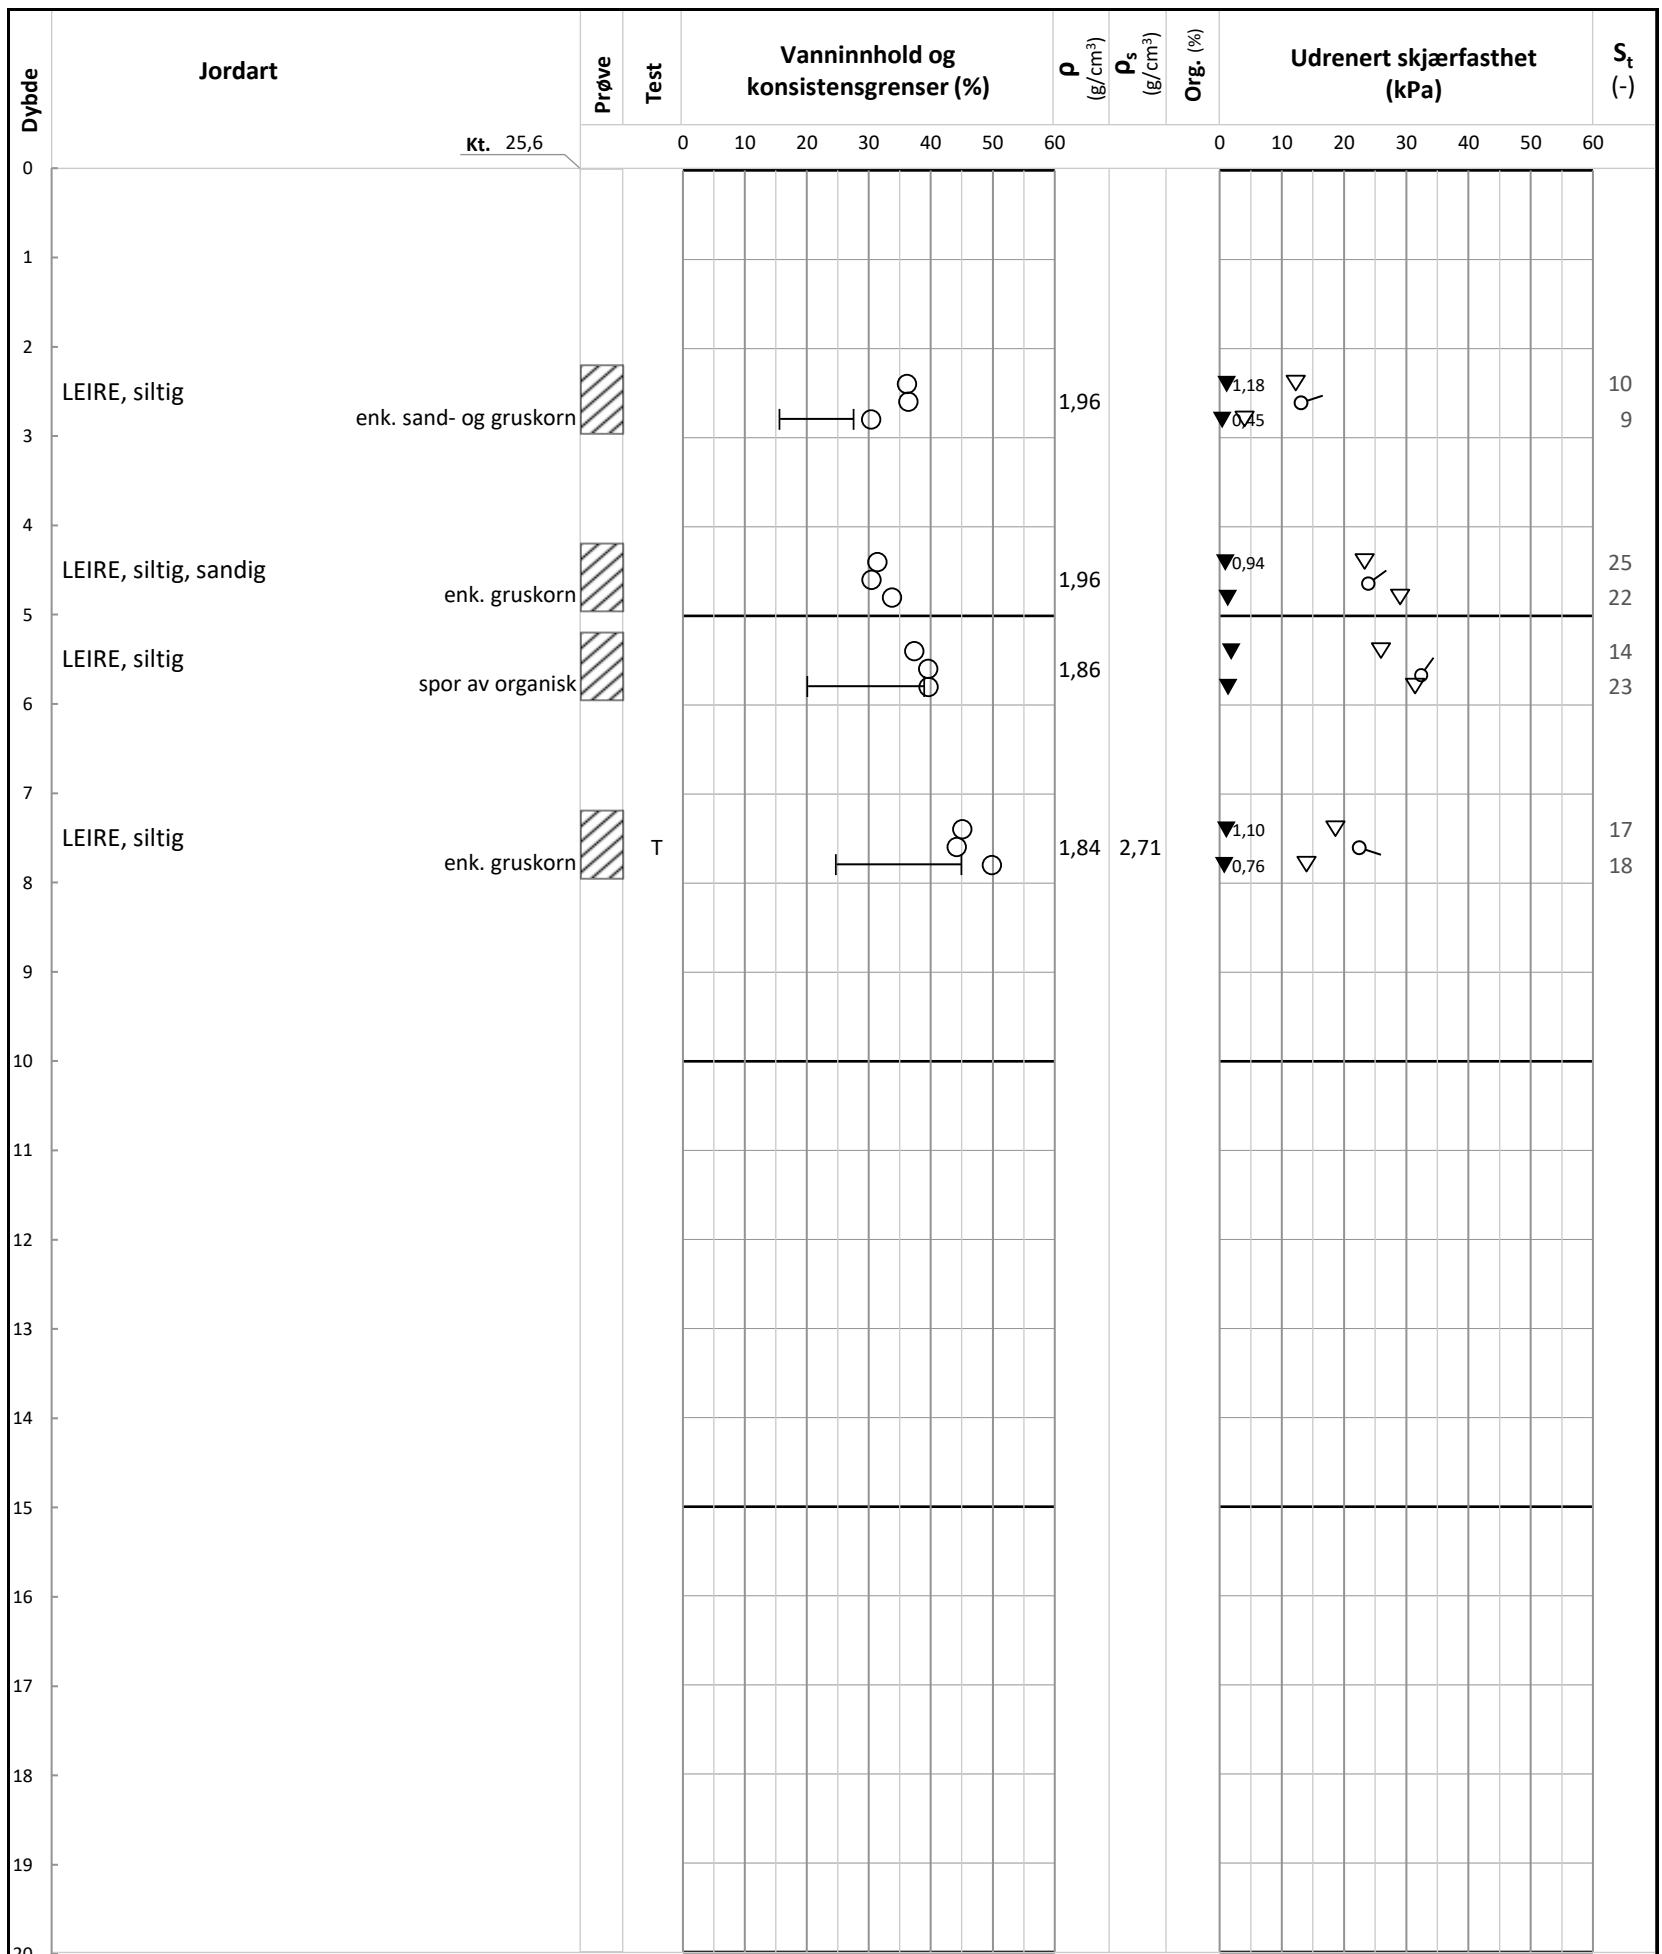 Dybde
Jordart
Prøve
Test
Vanninnhold og
konsistensgrenser (%)
ρ
(g/cm³)
ρs
(g/cm³)
Org. (%)
Udrenert skjærfasthet
(kPa)
St
(-)
Kt. 25,6
0 10 20 30 40 50 60
0 10 20 30 40 50 60
0
1
2
LEIRE, siltig
1,18
10
1,96
enk. sand- og gruskorn
0,45
9
3
4
LEIRE, siltig, sandig
0,94
25
1,96
enk. gruskorn
22
5
LEIRE, siltig
14
1,86
spor av organisk
23
6
7
LEIRE, siltig
1,10
17
T
1,84
2,71
enk. gruskorn
0,76
18
8
9
10
11
12
13
14
15
16
17
18
19
20